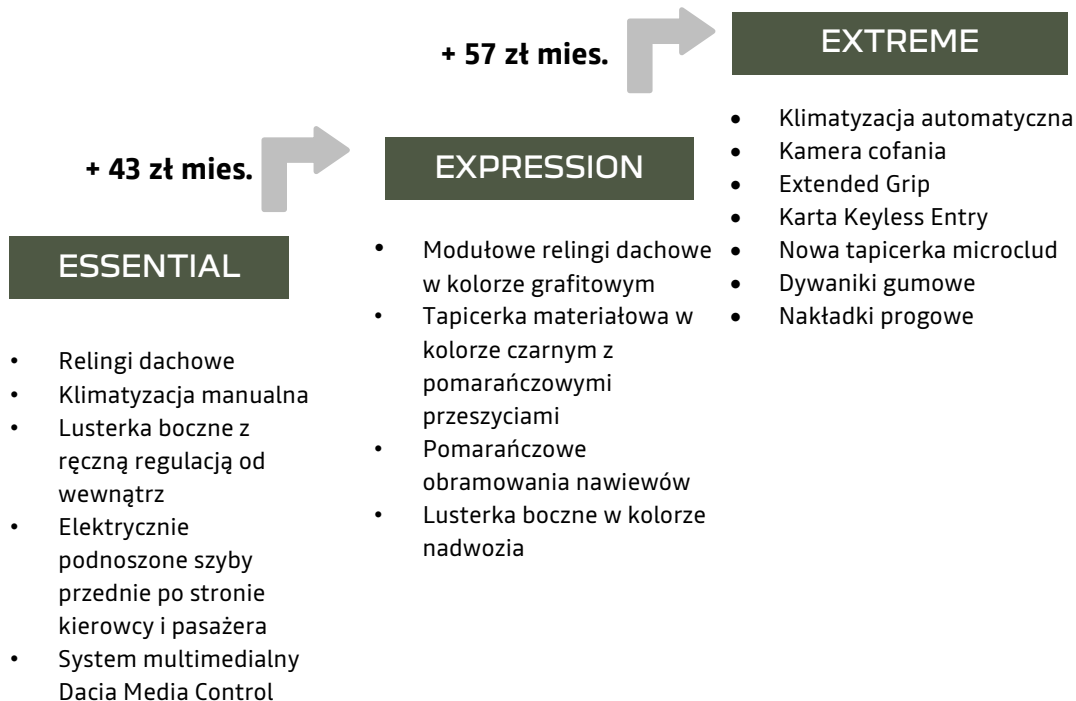 + 57 zł mies.
EXTREME
• Klimatyzacja automatyczna
• Kamera cofania
• Extended Grip
• Karta Keyless Entry
• Nowa tapicerka microclud
• Dywaniki gumowe
• Nakładki progowe
+ 43 zł mies.
EXPRESSION
• Modułowe relingi dachowe
w kolorze grafitowym
• Tapicerka materiałowa w
kolorze czarnym z
pomarańczowymi
przeszyciami
• Pomarańczowe
obramowania nawiewów
• Lusterka boczne w kolorze
nadwozia
ESSENTIAL
• Relingi dachowe
• Klimatyzacja manualna
• Lusterka boczne z
ręczną regulacją od
wewnątrz
• Elektrycznie
podnoszone szyby
przednie po stronie
kierowcy i pasażera
• System multimedialny
Dacia Media Control